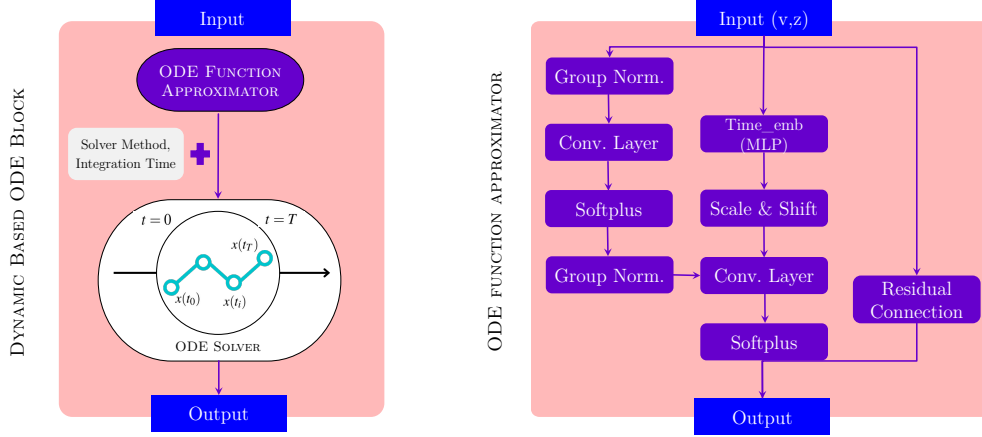 DYNAMIC BASED ODE BLOCK
Input
ODE FUNCTION
APPROXIMATOR
Solver Method,
Integration Time
t = 0
t = T
x(t_T)
x(t_0)
x(t_i)
ODE SOLVER
Output
ODE FUNCTION APPROXIMATOR
Input (v,z)
Group Norm.
Conv. Layer
Softplus
Group Norm.
Time_emb
(MLP)
Scale & Shift
Conv. Layer
Softplus
Residual
Connection
Output